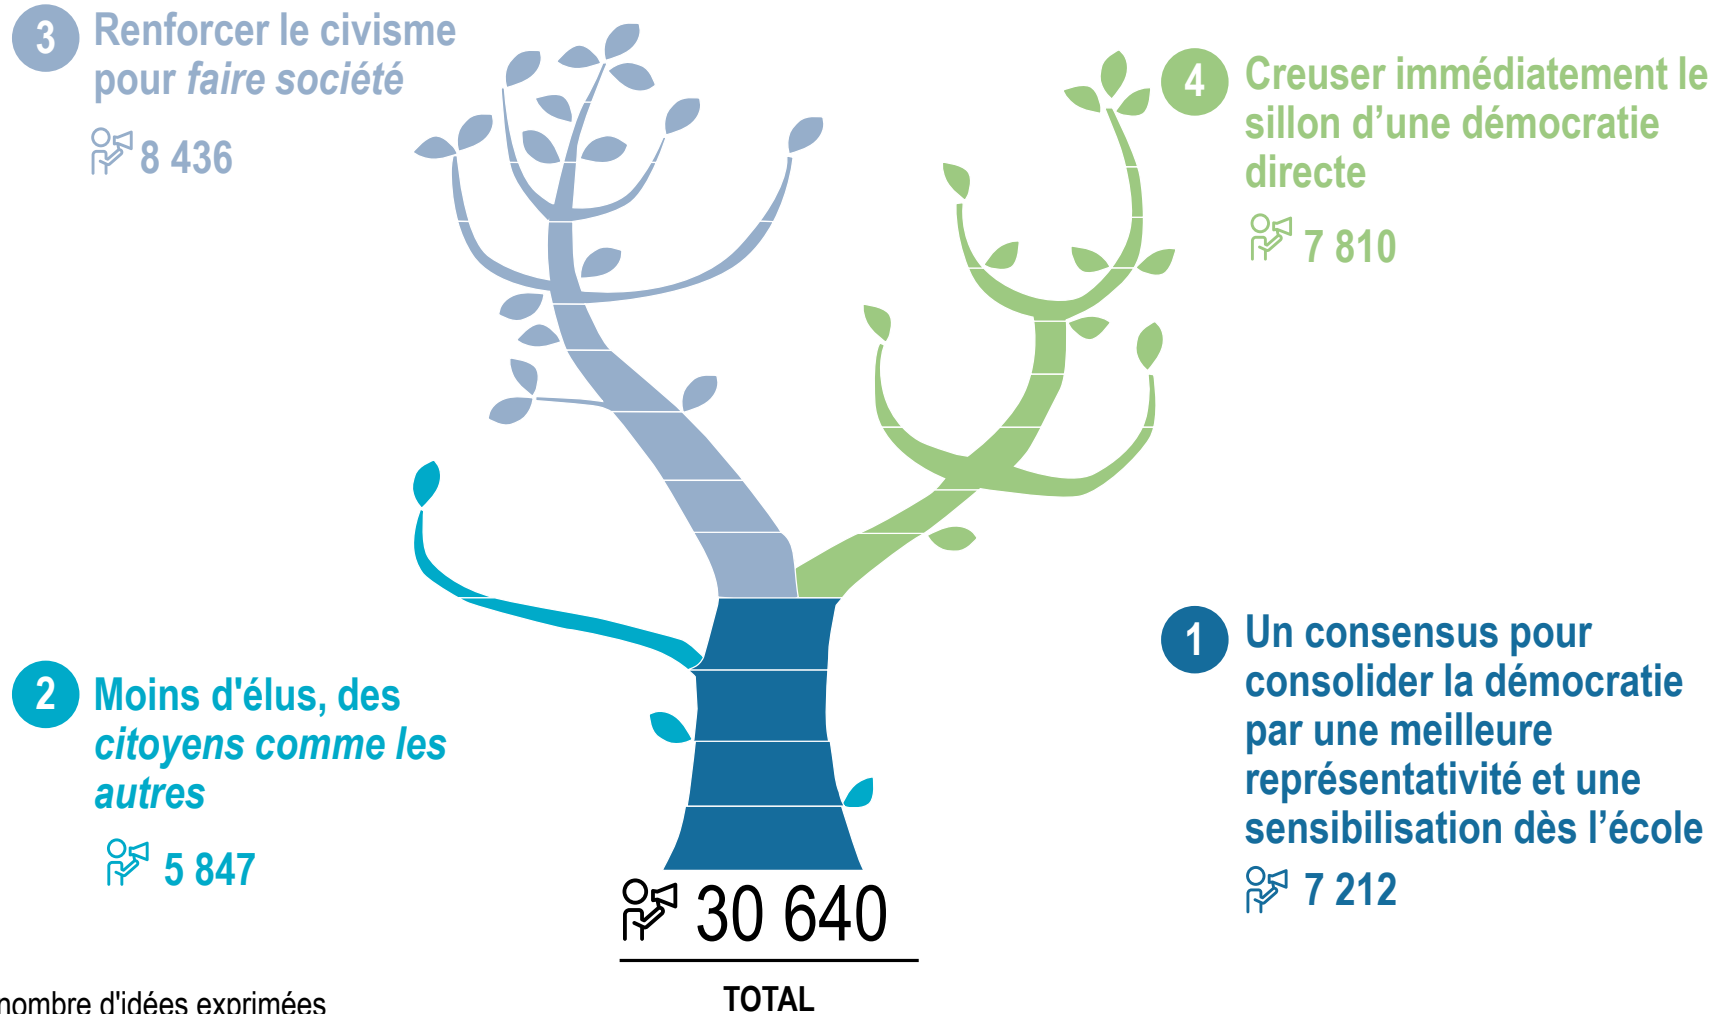 3
Renforcer le civisme
pour faire société
8 436
4
Creuser immédiatement le
sillon d’une démocratie
directe
7 810
2
Moins d'élus, des
citoyens comme les
autres
5 847
1
Un consensus pour
consolider la démocratie
par une meilleure
représentativité et une
sensibilisation dès l’école
7 212
30 640
TOTAL
nombre d'idées exprimées